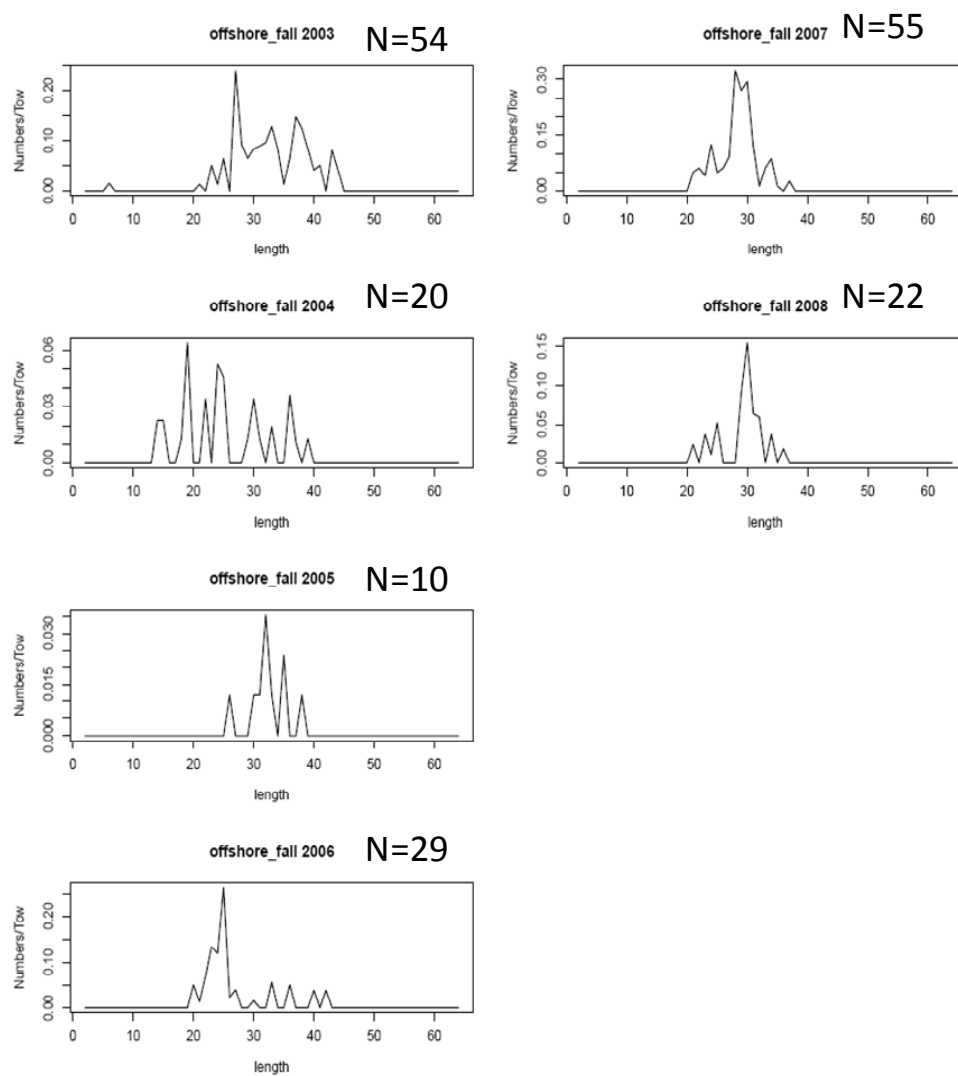 offshore_fall 2003 N=54
Numbers/Tow
0.00 0.10 0.20
0 10 20 30 40 50 60
length
offshore_fall 2004 N=20
Numbers/Tow
0.00 0.03 0.06
0 10 20 30 40 50 60
length
offshore_fall 2005 N=10
Numbers/Tow
0.000 0.015 0.030
0 10 20 30 40 50 60
length
offshore_fall 2006 N=29
Numbers/Tow
0.00 0.10 0.20
0 10 20 30 40 50 60
length
offshore_fall 2007 N=55
Numbers/Tow
0.00 0.10 0.20 0.30
0 10 20 30 40 50 60
length
offshore_fall 2008 N=22
Numbers/Tow
0.00 0.05 0.10 0.15
0 10 20 30 40 50 60
length